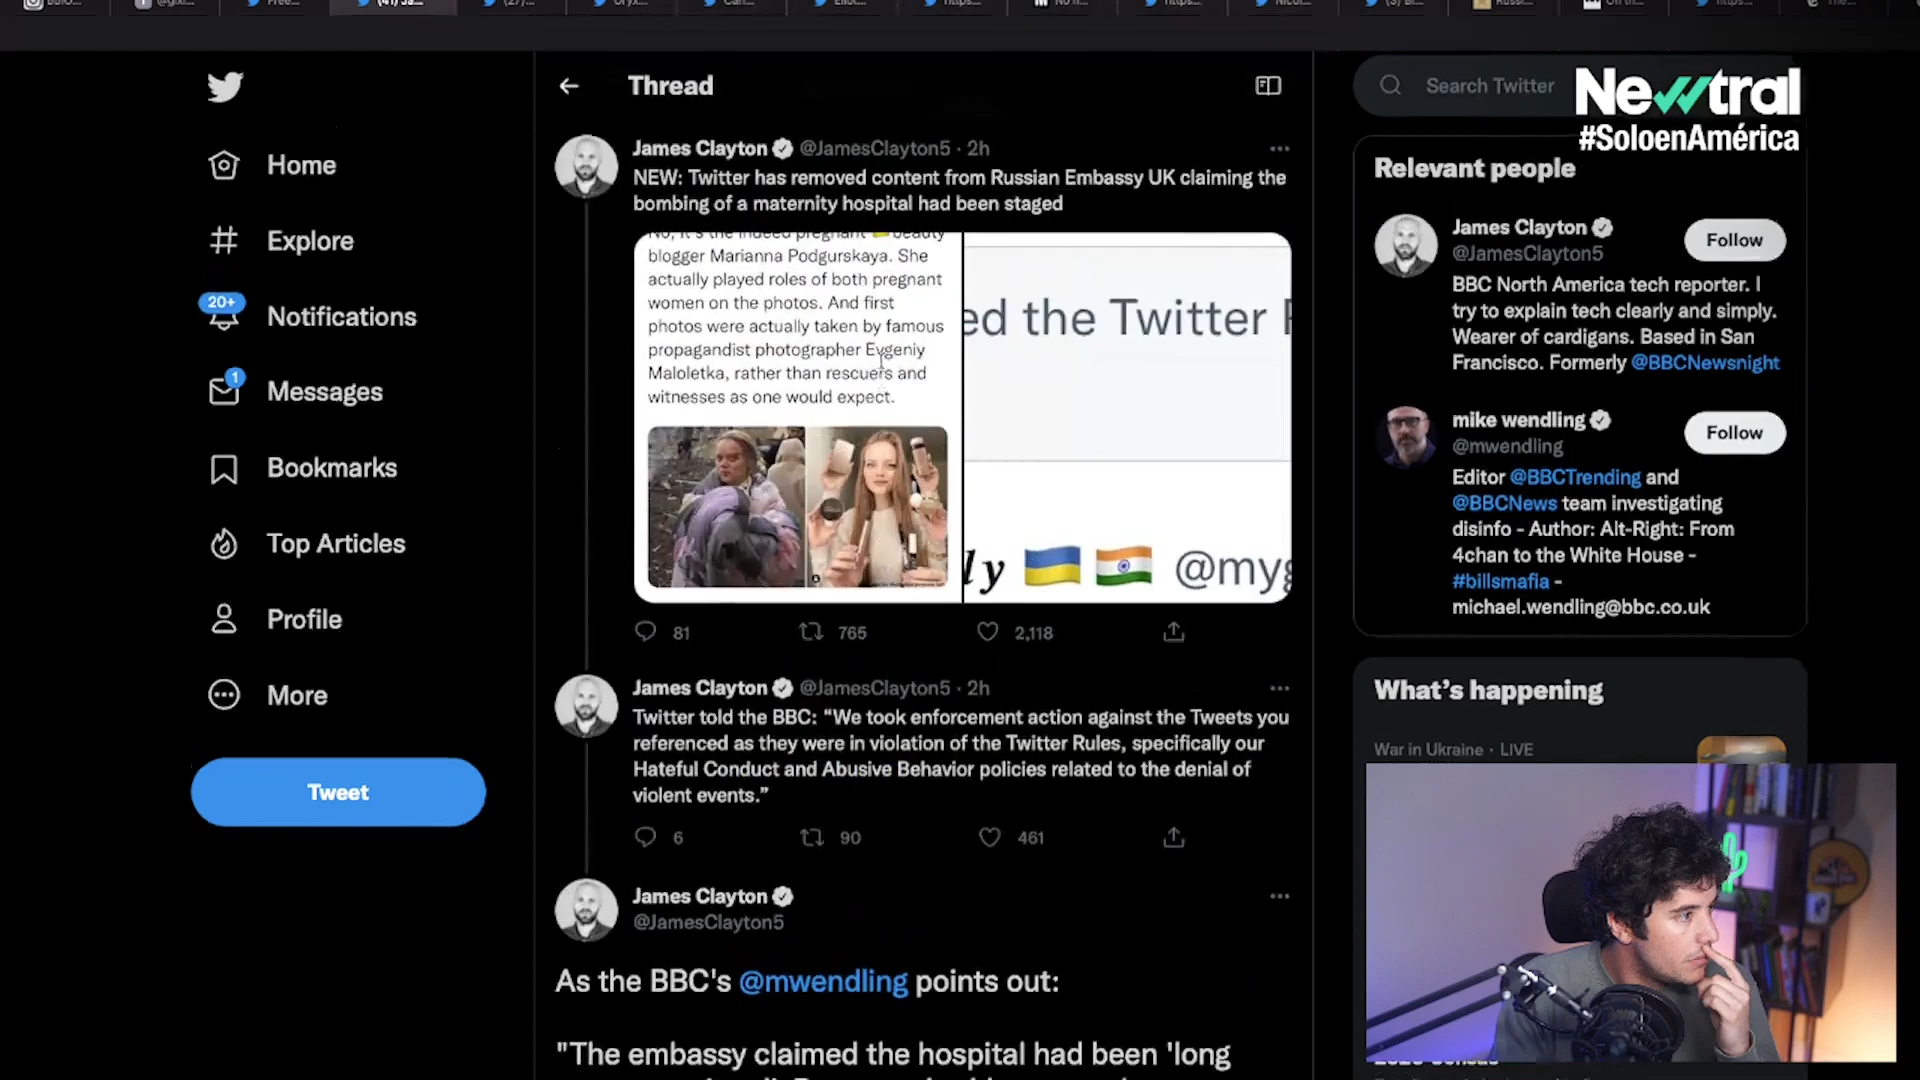 Thread
Search Twitter
Newtral
#SoloenAmérica
Home
Explore
20+
Notifications
1
Messages
Bookmarks
Top Articles
Profile
More
Tweet
James Clayton @JamesClayton5 · 2h
NEW: Twitter has removed content from Russian Embassy UK claiming the
bombing of a maternity hospital had been staged
No, it's the indeed pregnant 🇺🇦 beauty
blogger Marianna Podgurskaya. She
actually played roles of both pregnant
women on the photos. And first
photos were actually taken by famous
propagandist photographer Evgeniy
Maloletka, rather than rescuers and
witnesses as one would expect.
ed the Twitter
ly 🇺🇦 🇮🇳 @myg
81 765 2,118
James Clayton @JamesClayton5 · 2h
Twitter told the BBC: “We took enforcement action against the Tweets you
referenced as they were in violation of the Twitter Rules, specifically our
Hateful Conduct and Abusive Behavior policies related to the denial of
violent events.”
6 90 461
James Clayton
@JamesClayton5
As the BBC's @mwendling points out:
"The embassy claimed the hospital had been 'long
Relevant people
James Clayton
@JamesClayton5
Follow
BBC North America tech reporter. I
try to explain tech clearly and simply.
Wearer of cardigans. Based in San
Francisco. Formerly @BBCNewsnight
mike wendling
@mwendling
Follow
Editor @BBCTrending and
@BBCNews team investigating
disinfo - Author: Alt-Right: From
4chan to the White House -
#billsmafia -
michael.wendling@bbc.co.uk
What's happening
War in Ukraine · LIVE